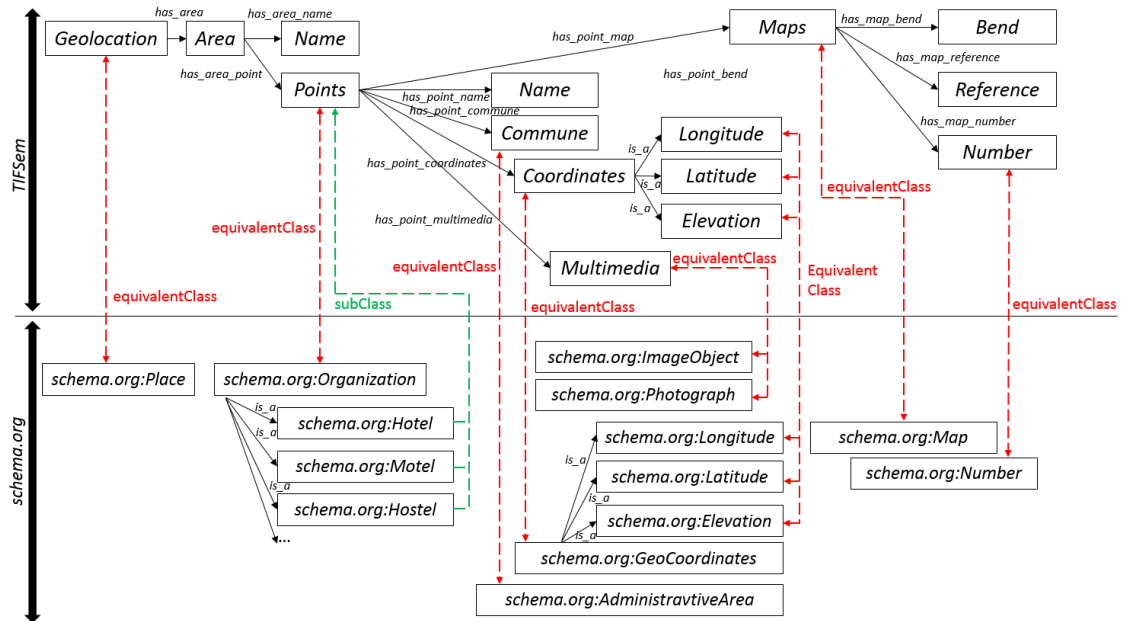 has_area
has_area_name
Geolocation
Area
Name
has_area_point
Points
has_point_map
Maps
has_map_bend
Bend
has_map_reference
Reference
has_map_number
Number
has_point_bend
has_point_name
Name
has_point_commune
Commune
has_point_coordinates
Coordinates
is_a
Longitude
is_a
Latitude
is_a
Elevation
has_point_multimedia
Multimedia
TIFSem
equivalentClass
equivalentClass
equivalentClass
equivalentClass
equivalentClass
Equivalent
Class
equivalentClass
equivalentClass
subClass
schema.org
schema.org:Place
schema.org:Organization
is_a
schema.org:Hotel
is_a
schema.org:Motel
is_a
schema.org:Hostel
...
schema.org:ImageObject
schema.org:Photograph
is_a
schema.org:Longitude
is_a
schema.org:Latitude
is_a
schema.org:Elevation
schema.org:GeoCoordinates
schema.org:AdministravtiveArea
schema.org:Map
schema.org:Number